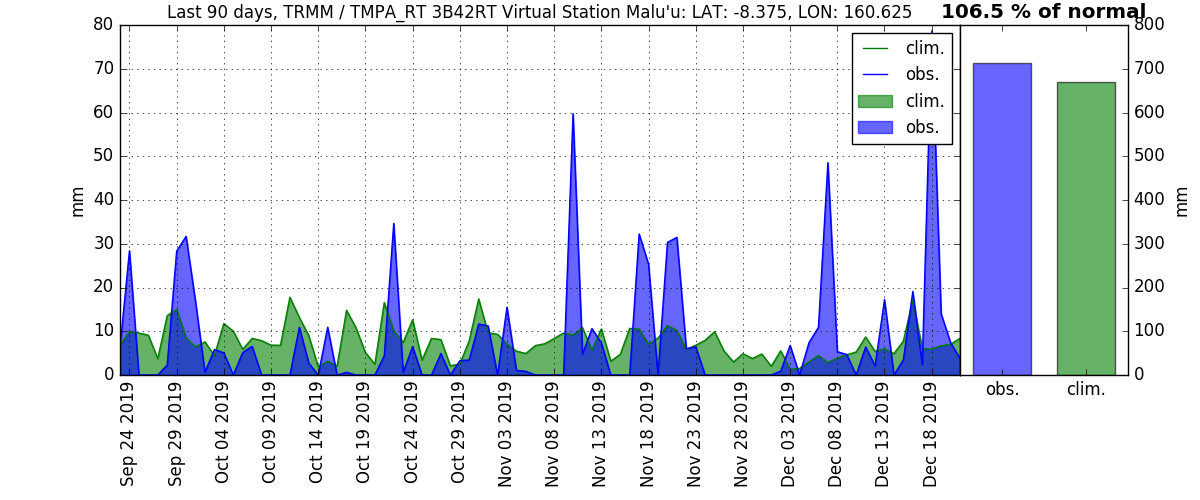 Last 90 days, TRMM / TMPA_RT 3B42RT Virtual Station Malu'u: LAT: -8.375, LON: 160.625
106.5 % of normal
80
70
60
50
40
30
20
10
0
mm
clim.
obs.
clim.
obs.
800
700
600
500
400
300
200
100
0
mm
Sep 24 2019
Sep 29 2019
Oct 04 2019
Oct 09 2019
Oct 14 2019
Oct 19 2019
Oct 24 2019
Oct 29 2019
Nov 03 2019
Nov 08 2019
Nov 13 2019
Nov 18 2019
Nov 23 2019
Nov 28 2019
Dec 03 2019
Dec 08 2019
Dec 13 2019
Dec 18 2019
obs.
clim.